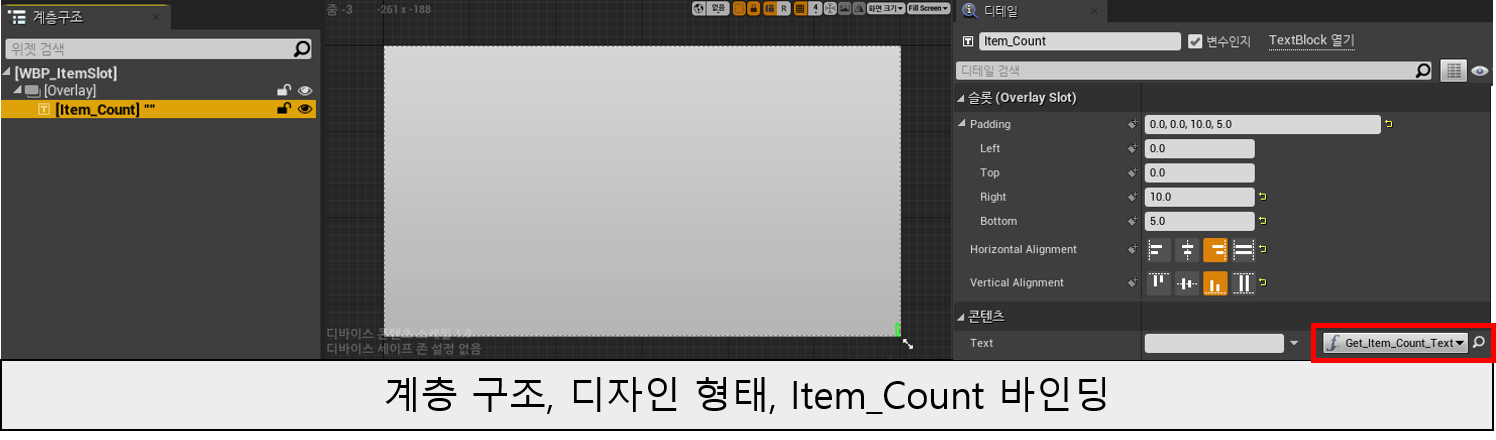 계층구조
위젯 검색
[WBP_ItemSlot]
[Overlay]
[Item_Count] ""
줌 -3
-261 x -188
없음
R
4
화면 크기
Fill Screen
디바이스 콘텐츠 스케일 1.0
디바이스 세이프 존 설정 없음
디테일
Item_Count
변수인지
TextBlock 열기
디테일 검색
슬롯 (Overlay Slot)
Padding
0.0, 0.0, 10.0, 5.0
Left
0.0
Top
0.0
Right
10.0
Bottom
5.0
Horizontal Alignment
Vertical Alignment
콘텐츠
Text
Get_Item_Count_Text
계층 구조, 디자인 형태, Item_Count 바인딩